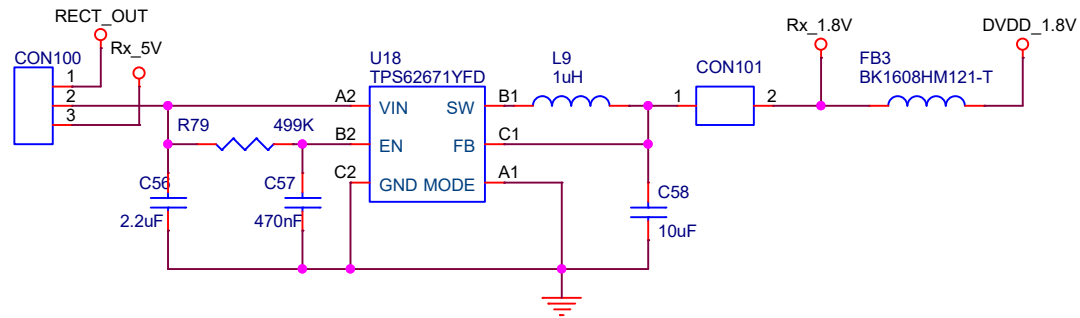 RECT_OUT
Rx_5V
CON100
1
2
3
R79 499K
C56
2.2uF
C57
470nF
U18
TPS62671YFD
A2 VIN SW B1
B2 EN FB C1
C2 GND MODE A1
L9
1uH
CON101
1 2
C58
10uF
Rx_1.8V
FB3
BK1608HM121-T
DVDD_1.8V